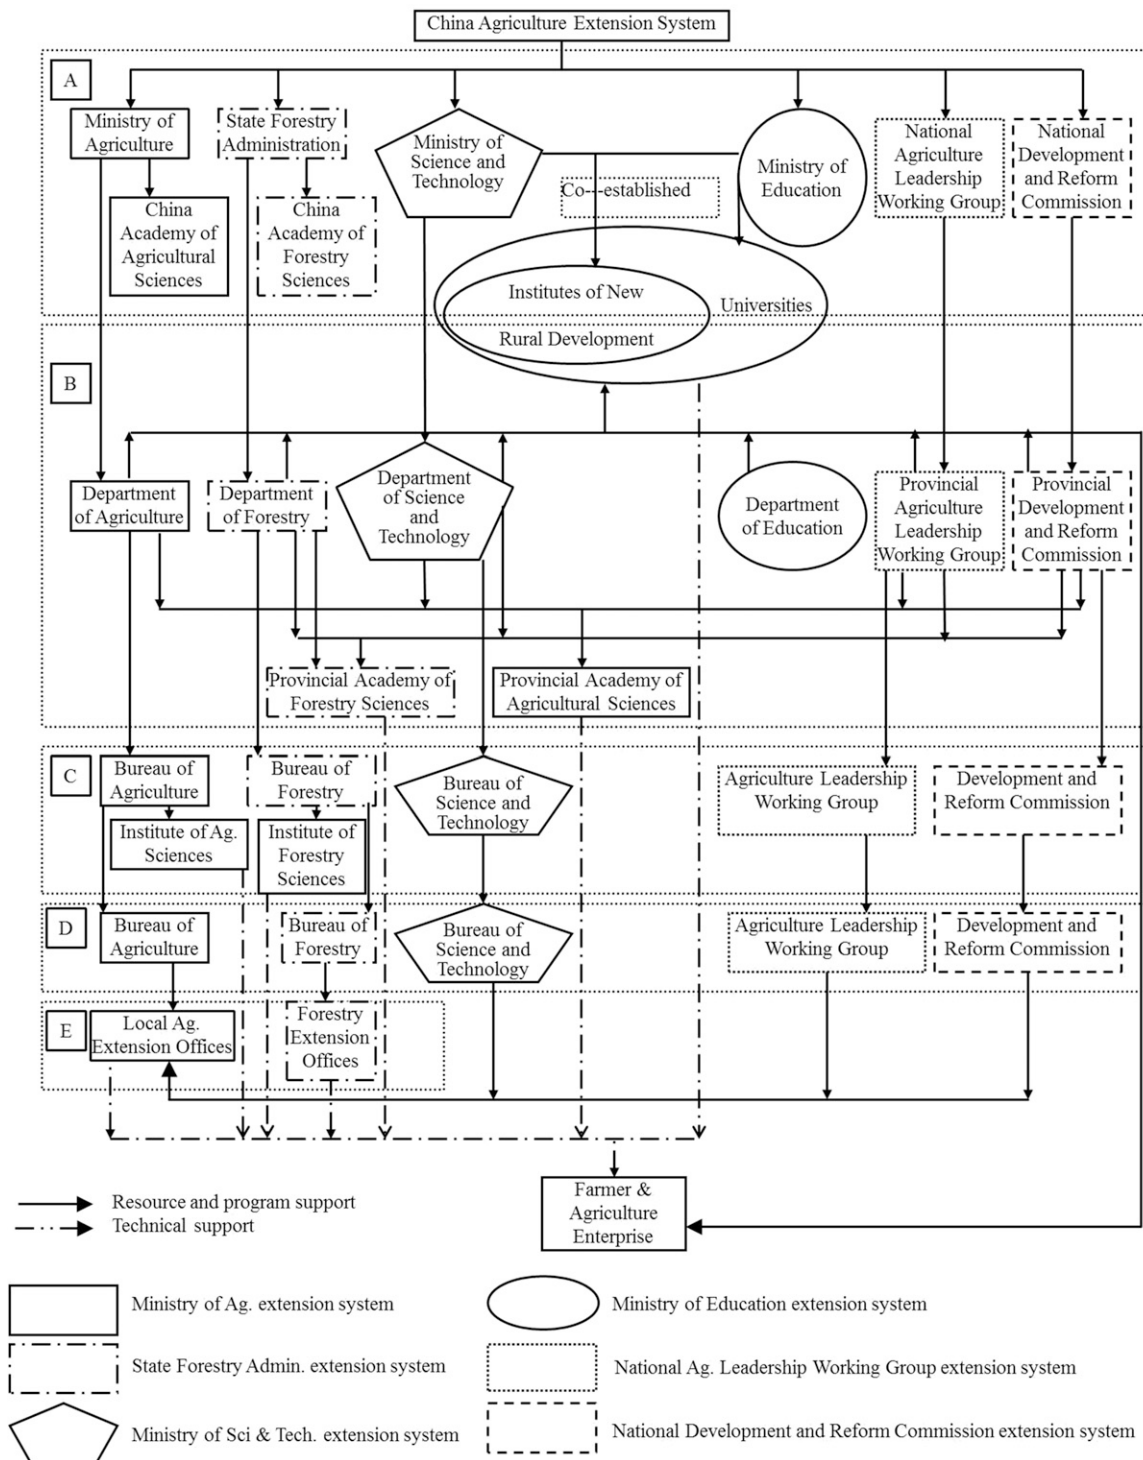 China Agriculture Extension System
A
Ministry of
Agriculture
State Forestry
Administration
Ministry of
Science and
Technology
Ministry of
Education
National
Agriculture
Leadership
Working Group
National
Development
and Reform
Commission
Co---established
China
Academy of
Agricultural
Sciences
China
Academy of
Forestry
Sciences
Institutes of New
Rural Development
Universities
B
Department
of Agriculture
Department
of Forestry
Department
of Science
and
Technology
Department
of Education
Provincial
Agriculture
Leadership
Working Group
Provincial
Development
and Reform
Commission
Provincial Academy of
Forestry Sciences
Provincial Academy of
Agricultural Sciences
C
Bureau of
Agriculture
Bureau of
Forestry
Bureau of
Science and
Technology
Agriculture Leadership
Working Group
Development and
Reform Commission
Institute of Ag.
Sciences
Institute of
Forestry
Sciences
D
Bureau of
Agriculture
Bureau of
Forestry
Bureau of
Science and
Technology
Agriculture Leadership
Working Group
Development and
Reform Commission
E
Local Ag.
Extension Offices
Forestry
Extension
Offices
Farmer &
Agriculture
Enterprise
Resource and program support
Technical support
Ministry of Ag. extension system
Ministry of Education extension system
State Forestry Admin. extension system
National Ag. Leadership Working Group extension system
Ministry of Sci & Tech. extension system
National Development and Reform Commission extension system